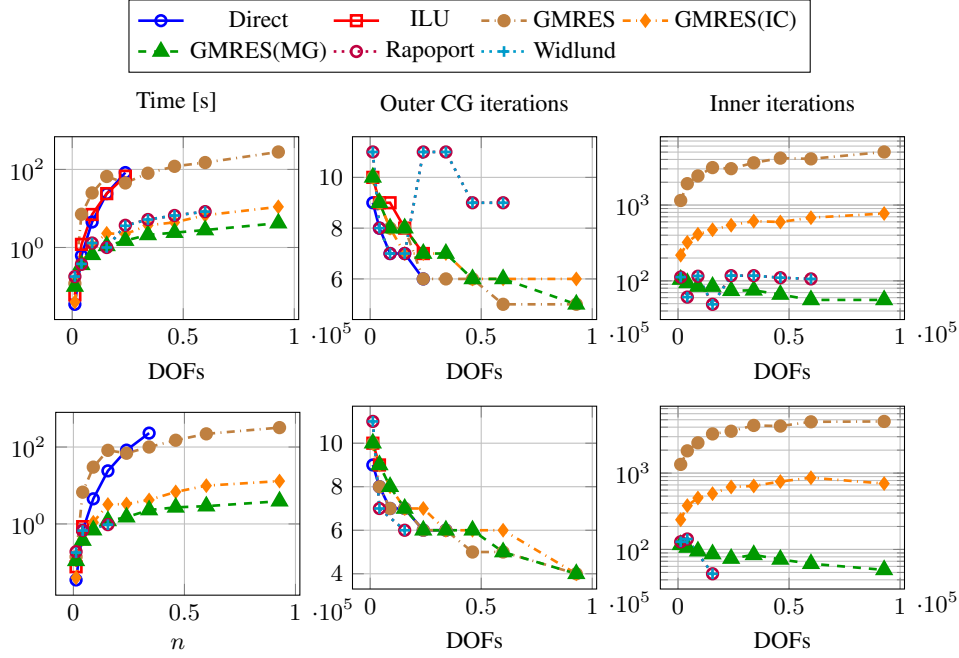 Direct ILU GMRES GMRES(IC)
GMRES(MG) Rapoport Widlund
Time [s] Outer CG iterations Inner iterations
10^2
10^0
0 0.5 1
·10^5
DOFs
10
8
6
0 0.5 1
·10^5
DOFs
10^3
10^2
0 0.5 1
·10^5
DOFs
10^2
10^0
0 0.5 1
·10^5
n
10
8
6
4
0 0.5 1
·10^5
DOFs
10^3
10^2
0 0.5 1
·10^5
DOFs